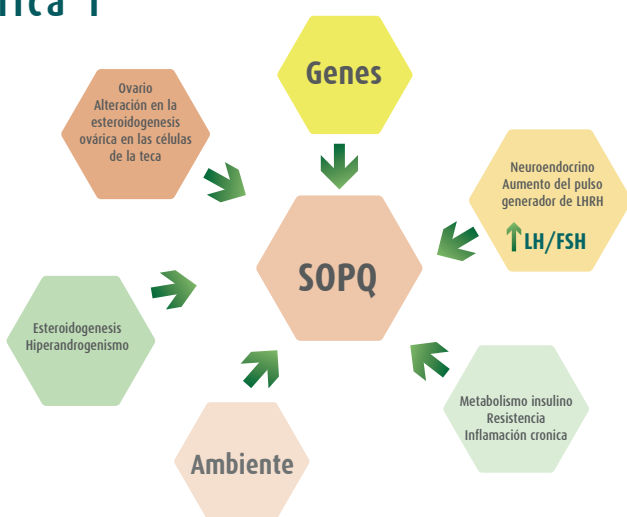 Genes
Ovario
Alteración en la
esteroidogenesis
ovárica en las células
de la teca
Neuroendocrino
Aumento del pulso
generador de LHRH
↑LH/FSH
SOPQ
Esteroidogenesis
Hiperandrogenismo
Metabolismo insulino
Resistencia
Inflamación cronica
Ambiente